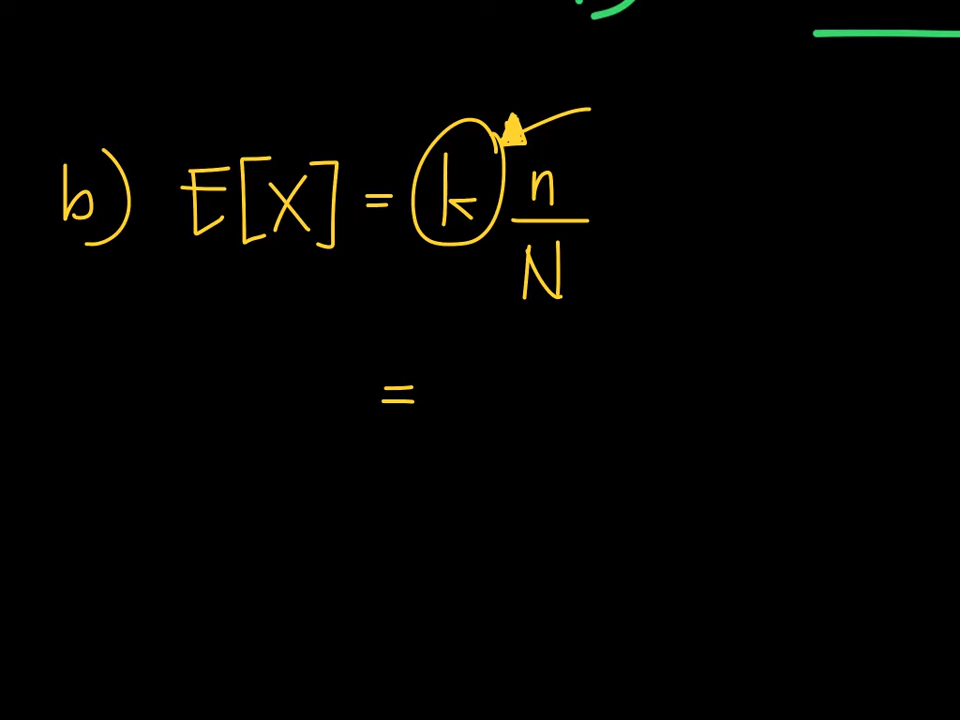 b) E[X] = k n/N
=